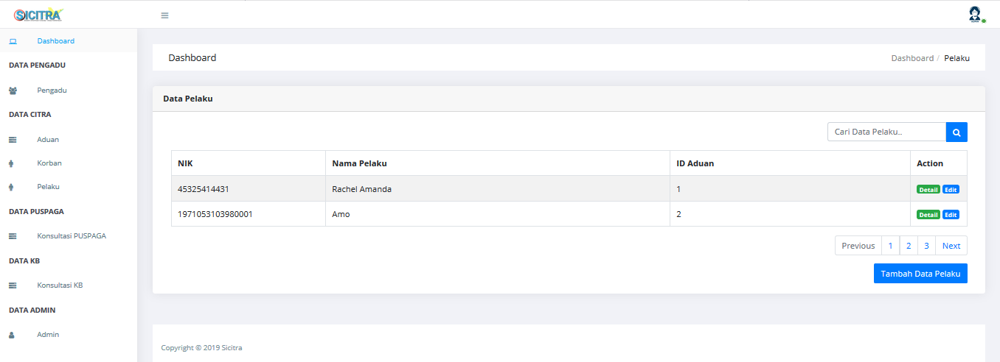 SICITRA
Dashboard
DATA PENGADU
Pengadu
DATA CITRA
Aduan
Korban
Pelaku
DATA PUSPAGA
Konsultasi PUSPAGA
DATA KB
Konsultasi KB
DATA ADMIN
Admin
Dashboard
Dashboard / Pelaku
Data Pelaku
Cari Data Pelaku..
NIK Nama Pelaku ID Aduan Action
45325414431 Rachel Amanda 1 Detail Edit
1971053103980001 Amo 2 Detail Edit
Previous 1 2 3 Next
Tambah Data Pelaku
Copyright © 2019 Sicitra